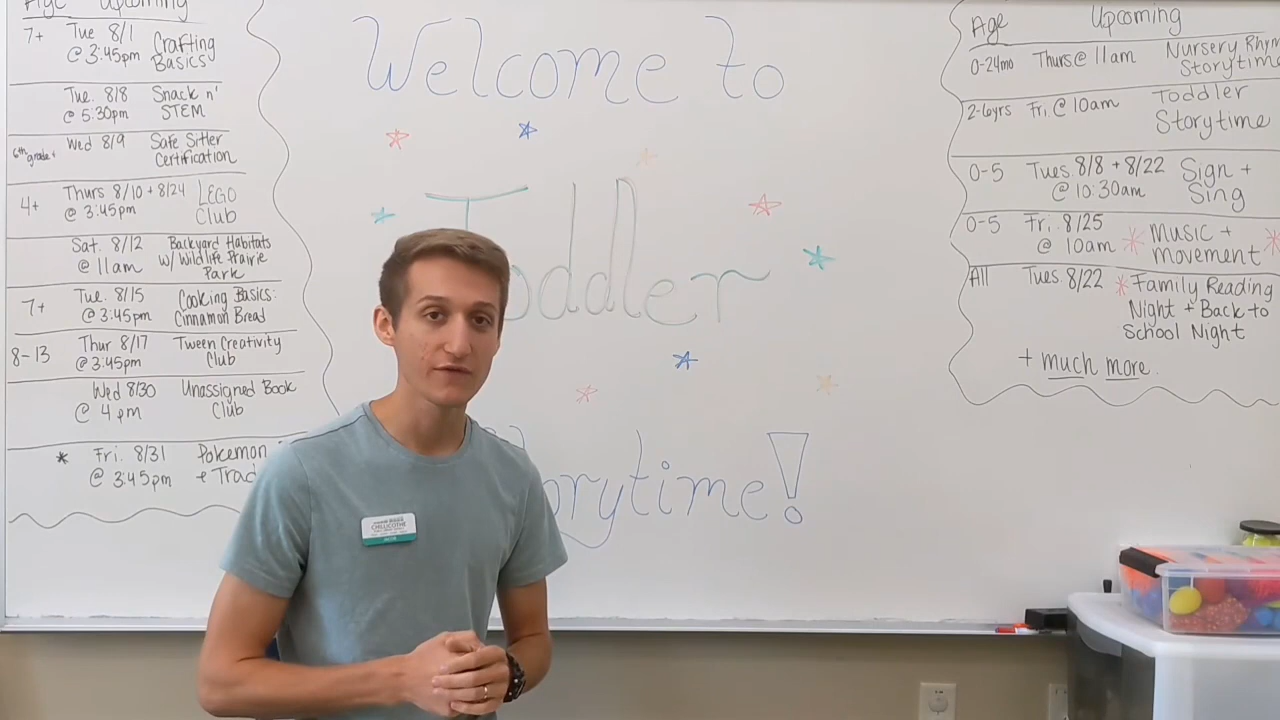 Age Upcoming
7+ Tue 8/1 Crafting
@ 3:45pm Basics
Tue. 8/8 Snack n'
@ 5:30pm STEM
6th grade+ Wed 8/9 Safe Sitter
Certification
4+ Thurs 8/10 + 8/24 LEGO
@ 3:45pm Club
Sat. 8/12 Backyard Habitats
@ 11am w/ Wildlife Prairie
Park
7+ Tue. 8/15 Cooking Basics:
@ 3:45pm Cinnamon Bread
8-13 Thur 8/17 Tween Creativity
@ 3:45pm Club
Wed 8/30 Unassigned Book
@ 4pm Club
* Fri. 8/31 Pokemon
@ 3:45pm + Trad
Welcome to
Toddler
Storytime!
CHILLICOTHE
Age Upcoming
0-24mo Thurs @ 11am Nursery Rhym
Storytime
2-6yrs Fri. @ 10am Toddler
Storytime
0-5 Tues. 8/8 + 8/22 Sign +
@ 10:30am Sing
0-5 Fri. 8/25 Music +
@ 10am movement
All Tues. 8/22 Family Reading
Night + Back to
School Night
+ much more.